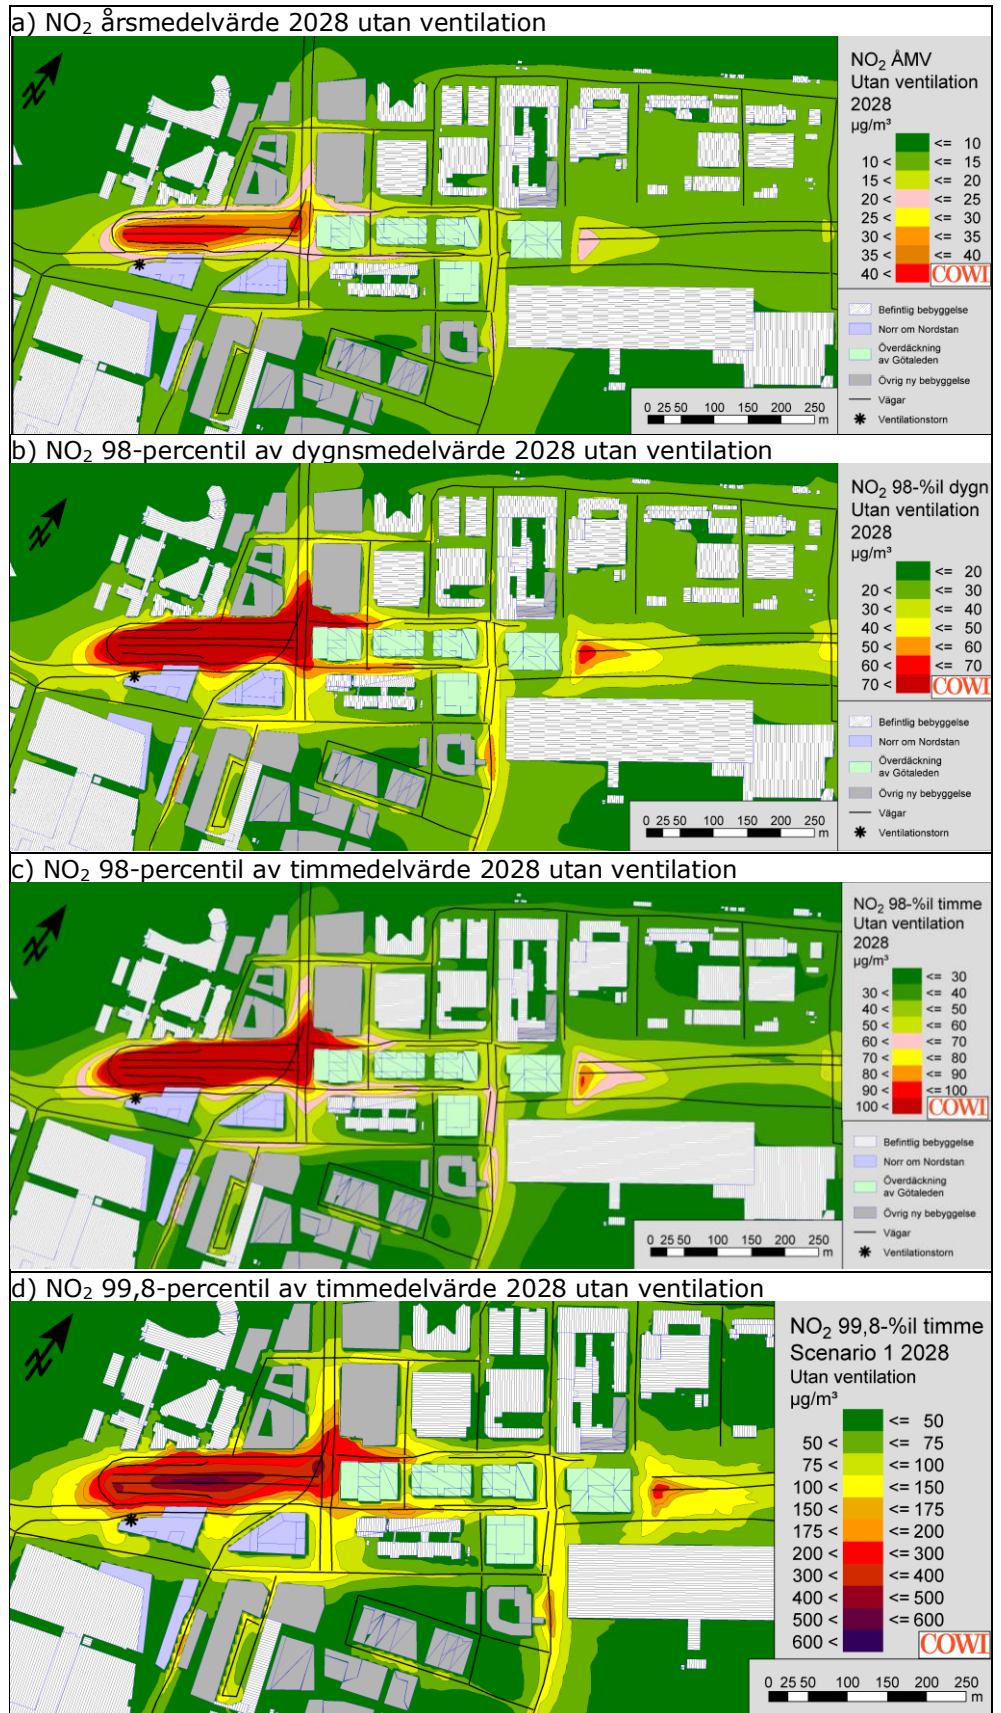 a) NO₂ årsmedelvärde 2028 utan ventilation
N
NO₂ ÅMV
Utan ventilation
2028
µg/m³
<= 10
10 < <= 15
15 < <= 20
20 < <= 25
25 < <= 30
30 < <= 35
35 < <= 40
40 < COWI
Befintlig bebyggelse
Norr om Nordstan
Överdäckning
av Götaleden
Övrig ny bebyggelse
Vägar
Ventilationstorn
0 25 50 100 150 200 250
m
b) NO₂ 98-percentil av dygnsmedelvärde 2028 utan ventilation
N
NO₂ 98-%il dygn
Utan ventilation
2028
µg/m³
<= 20
20 < <= 30
30 < <= 40
40 < <= 50
50 < <= 60
60 < <= 70
70 < COWI
Befintlig bebyggelse
Norr om Nordstan
Överdäckning
av Götaleden
Övrig ny bebyggelse
Vägar
Ventilationstorn
0 25 50 100 150 200 250
m
c) NO₂ 98-percentil av timmedelvärde 2028 utan ventilation
N
NO₂ 98-%il timme
Utan ventilation
2028
µg/m³
<= 30
30 < <= 40
40 < <= 50
50 < <= 60
60 < <= 70
70 < <= 80
80 < <= 90
90 < <= 100
100 < COWI
Befintlig bebyggelse
Norr om Nordstan
Överdäckning
av Götaleden
Övrig ny bebyggelse
Vägar
Ventilationstorn
0 25 50 100 150 200 250
m
d) NO₂ 99,8-percentil av timmedelvärde 2028 utan ventilation
N
NO₂ 99,8-%il timme
Scenario 1 2028
Utan ventilation
µg/m³
<= 50
50 < <= 75
75 < <= 100
100 < <= 150
150 < <= 175
175 < <= 200
200 < <= 300
300 < <= 400
400 < <= 500
500 < <= 600
600 <
COWI
0 25 50 100 150 200 250
m